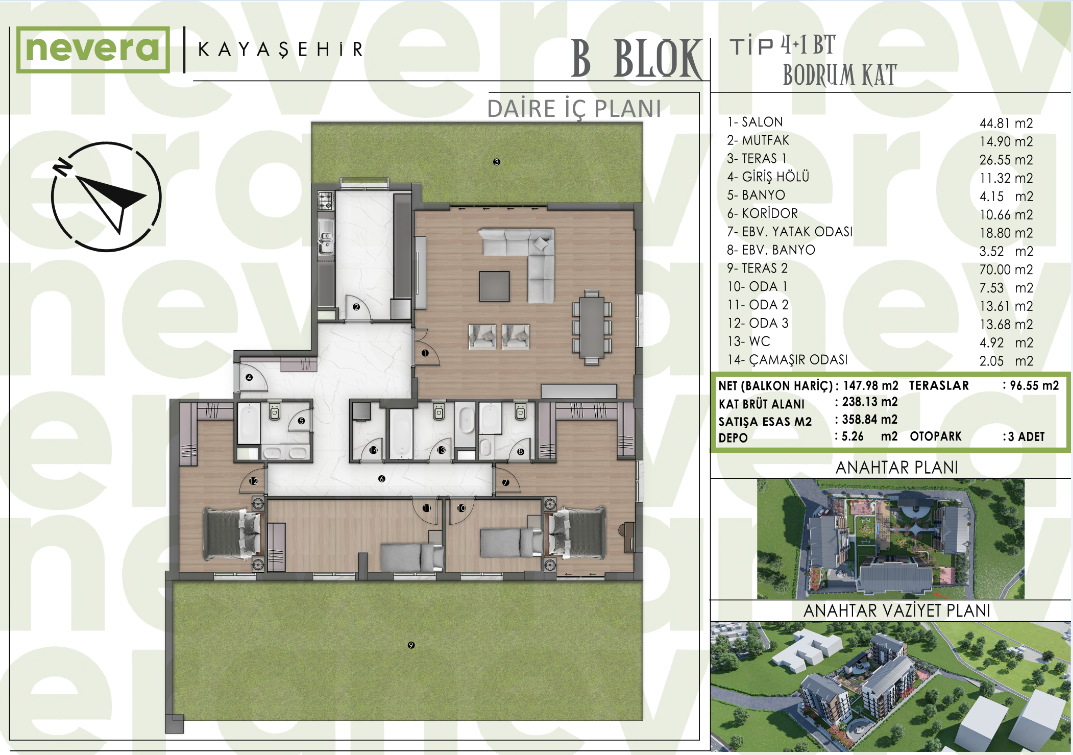 nevera KAYAŞEHİR
B BLOK
TİP 4+1 BT
BODRUM KAT
DAİRE İÇ PLANI
N
1- SALON 44.81 m2
2- MUTFAK 14.90 m2
3- TERAS 1 26.55 m2
4- GİRİŞ HÖLÜ 11.32 m2
5- BANYO 4.15 m2
6- KORİDOR 10.66 m2
7- EBV. YATAK ODASI 18.80 m2
8- EBV. BANYO 3.52 m2
9- TERAS 2 70.00 m2
10- ODA 1 7.53 m2
11- ODA 2 13.61 m2
12- ODA 3 13.68 m2
13- WC 4.92 m2
14- ÇAMAŞIR ODASI 2.05 m2
NET (BALKON HARİÇ) : 147.98 m2 TERASLAR : 96.55 m2
KAT BRÜT ALANI : 238.13 m2
SATIŞA ESAS M2 : 358.84 m2
DEPO : 5.26 m2 OTOPARK : 3 ADET
ANAHTAR PLANI
ANAHTAR VAZİYET PLANI
3
2
1
4
5
14
13
8
12
6
7
11
10
9